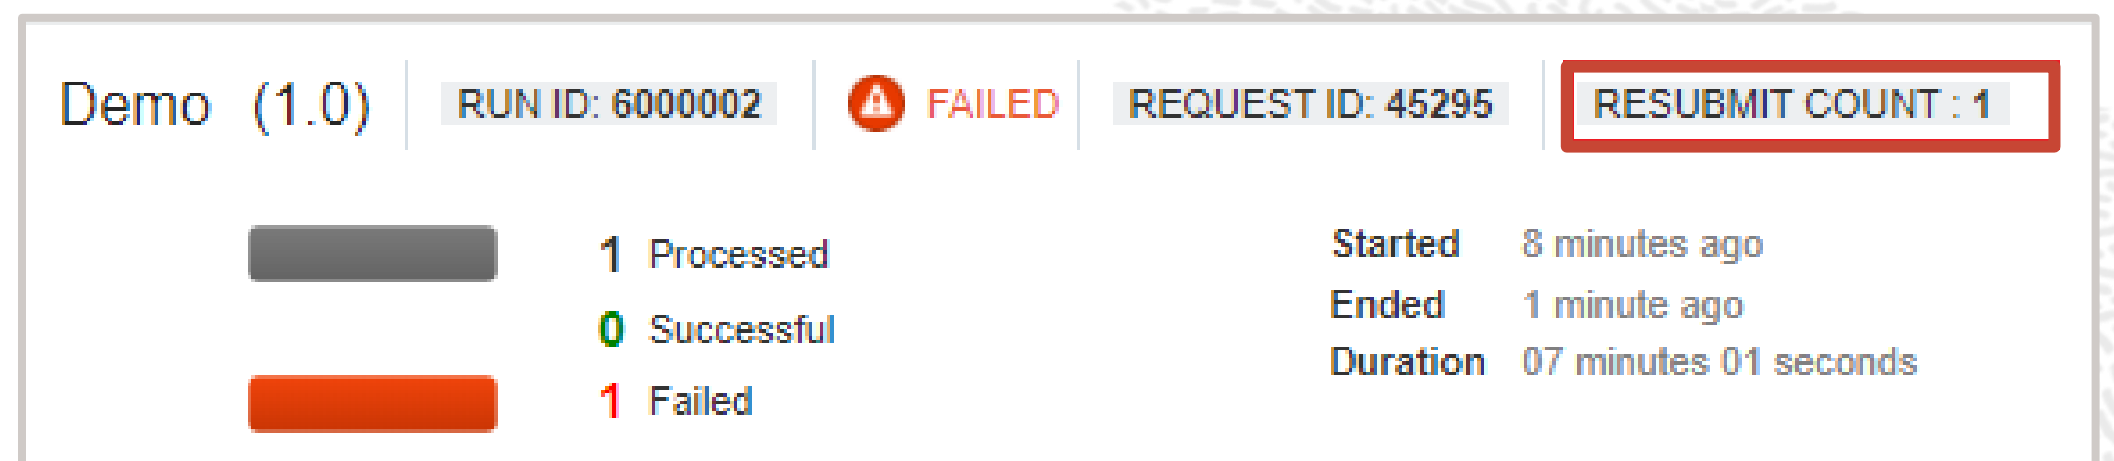 Demo (1.0) RUN ID: 6000002 FAILED REQUEST ID: 45295 RESUBMIT COUNT : 1
1 Processed
0 Successful
1 Failed
Started 8 minutes ago
Ended 1 minute ago
Duration 07 minutes 01 seconds